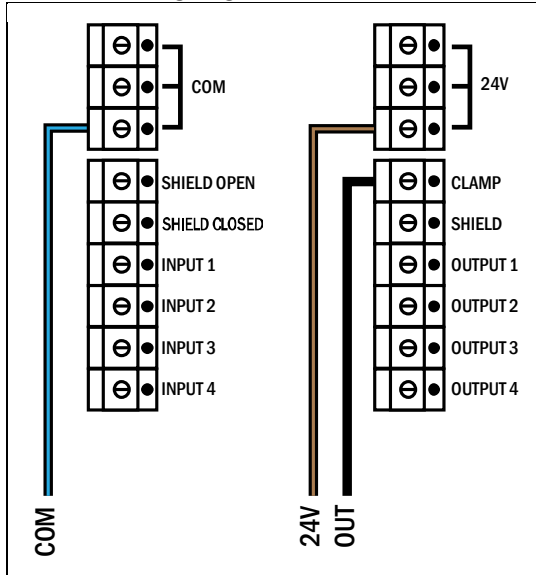 COM
SHIELD OPEN
SHIELD CLOSED
INPUT 1
INPUT 2
INPUT 3
INPUT 4
COM
24V
CLAMP
SHIELD
OUTPUT 1
OUTPUT 2
OUTPUT 3
OUTPUT 4
24V
OUT